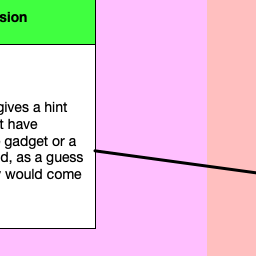 sion
gives a hint
t have
gadget or a
d, as a guess
would come